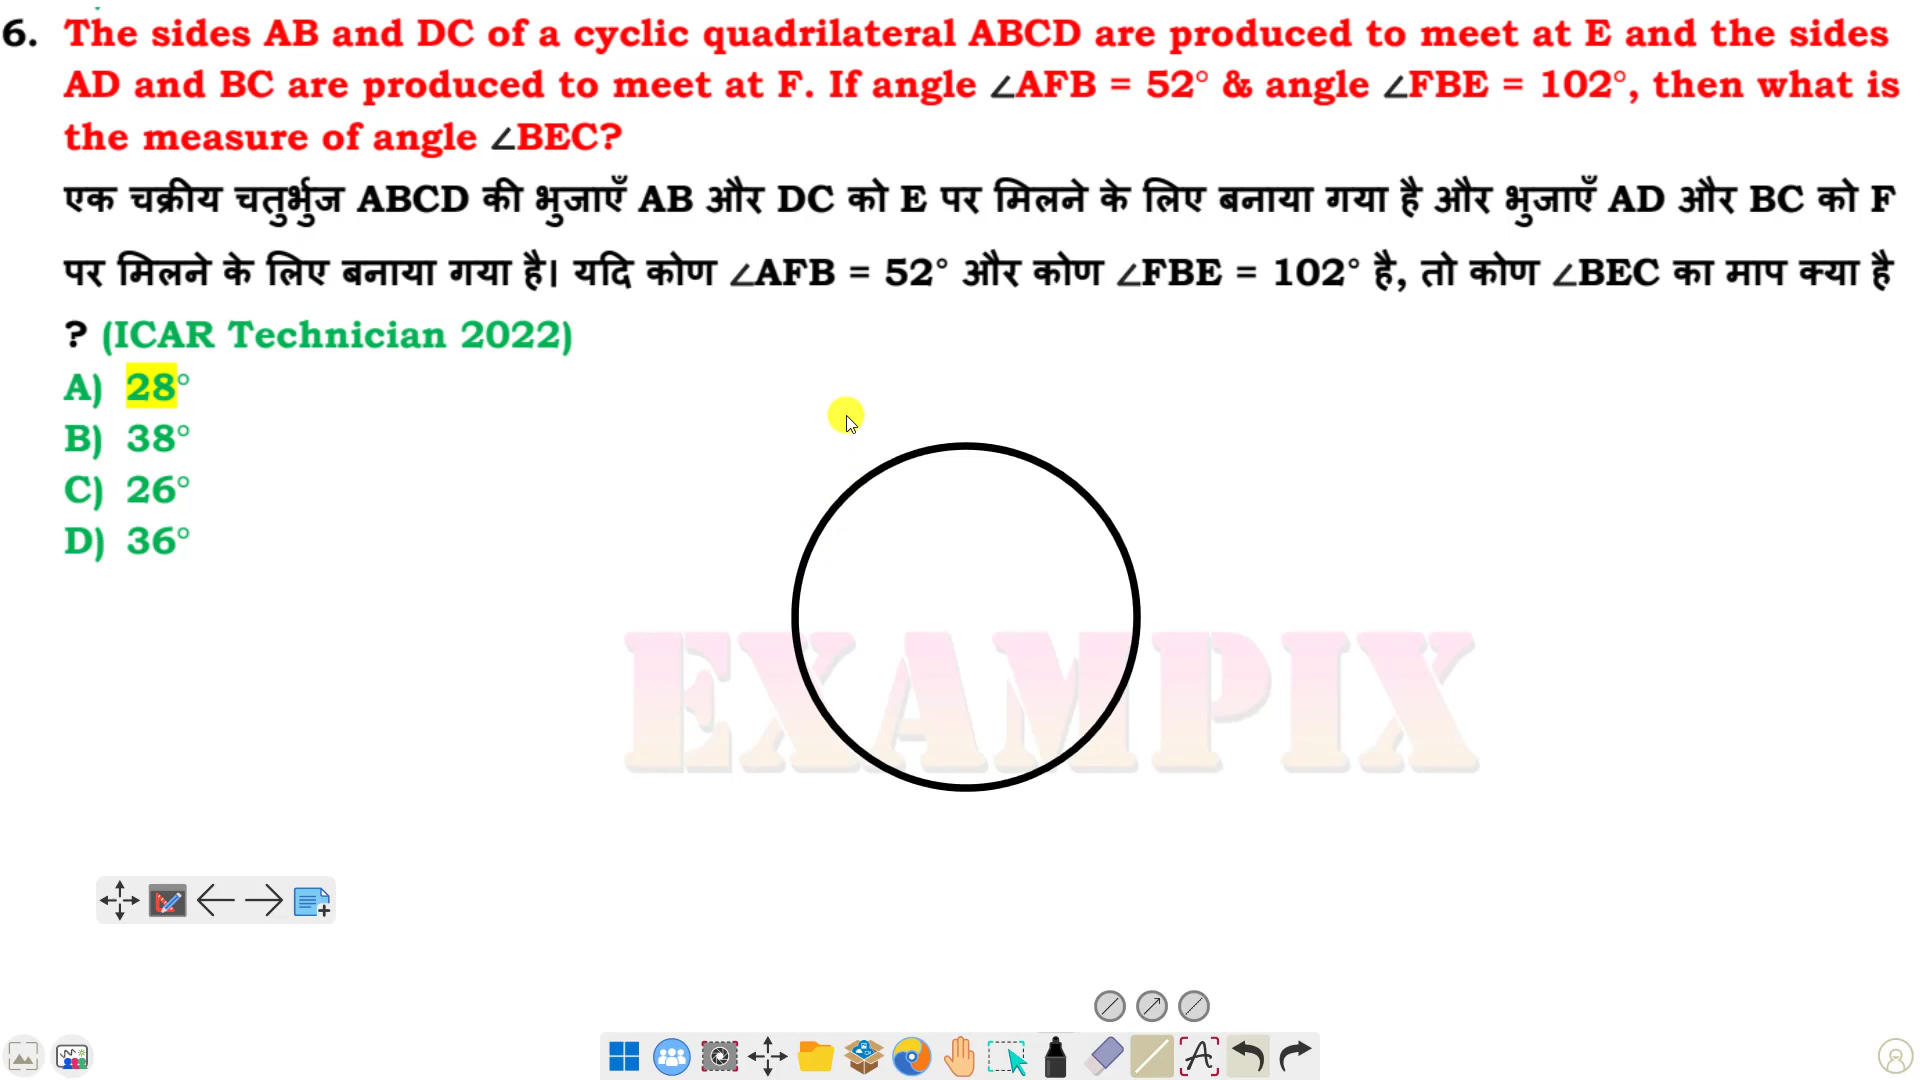 6. The sides AB and DC of a cyclic quadrilateral ABCD are produced to meet at E and the sides
AD and BC are produced to meet at F. If angle ∠AFB = 52° & angle ∠FBE = 102°, then what is
the measure of angle ∠BEC?
एक चक्रीय चतुर्भुज ABCD की भुजाएँ AB और DC को E पर मिलने के लिए बनाया गया है और भुजाएँ AD और BC को F
पर मिलने के लिए बनाया गया है। यदि कोण ∠AFB = 52° और कोण ∠FBE = 102° है, तो कोण ∠BEC का माप क्या है
? (ICAR Technician 2022)
A) 28°
B) 38°
C) 26°
D) 36°
EXAMPIX